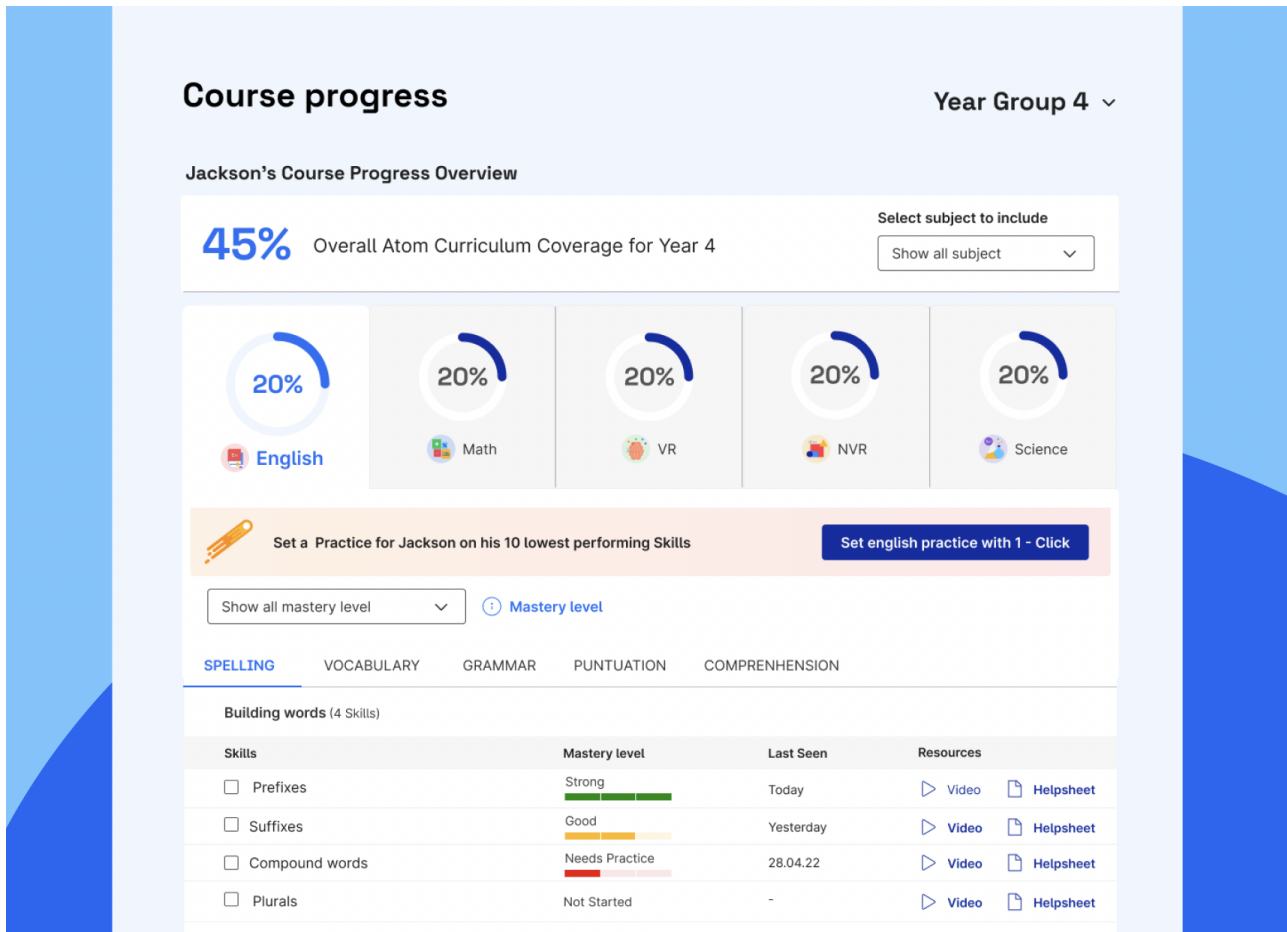 Course progress
Year Group 4
Jackson's Course Progress Overview
45% Overall Atom Curriculum Coverage for Year 4
Select subject to include
Show all subject
20%
English
20%
Math
20%
VR
20%
NVR
20%
Science
Set a Practice for Jackson on his 10 lowest performing Skills
Set english practice with 1 - Click
Show all mastery level
Mastery level
SPELLING VOCABULARY GRAMMAR PUNTUATION COMPRENHENSION
Building words (4 Skills)
Skills Mastery level Last Seen Resources
Prefixes Strong Today Video Helpsheet
Suffixes Good Yesterday Video Helpsheet
Compound words Needs Practice 28.04.22 Video Helpsheet
Plurals Not Started - Video Helpsheet